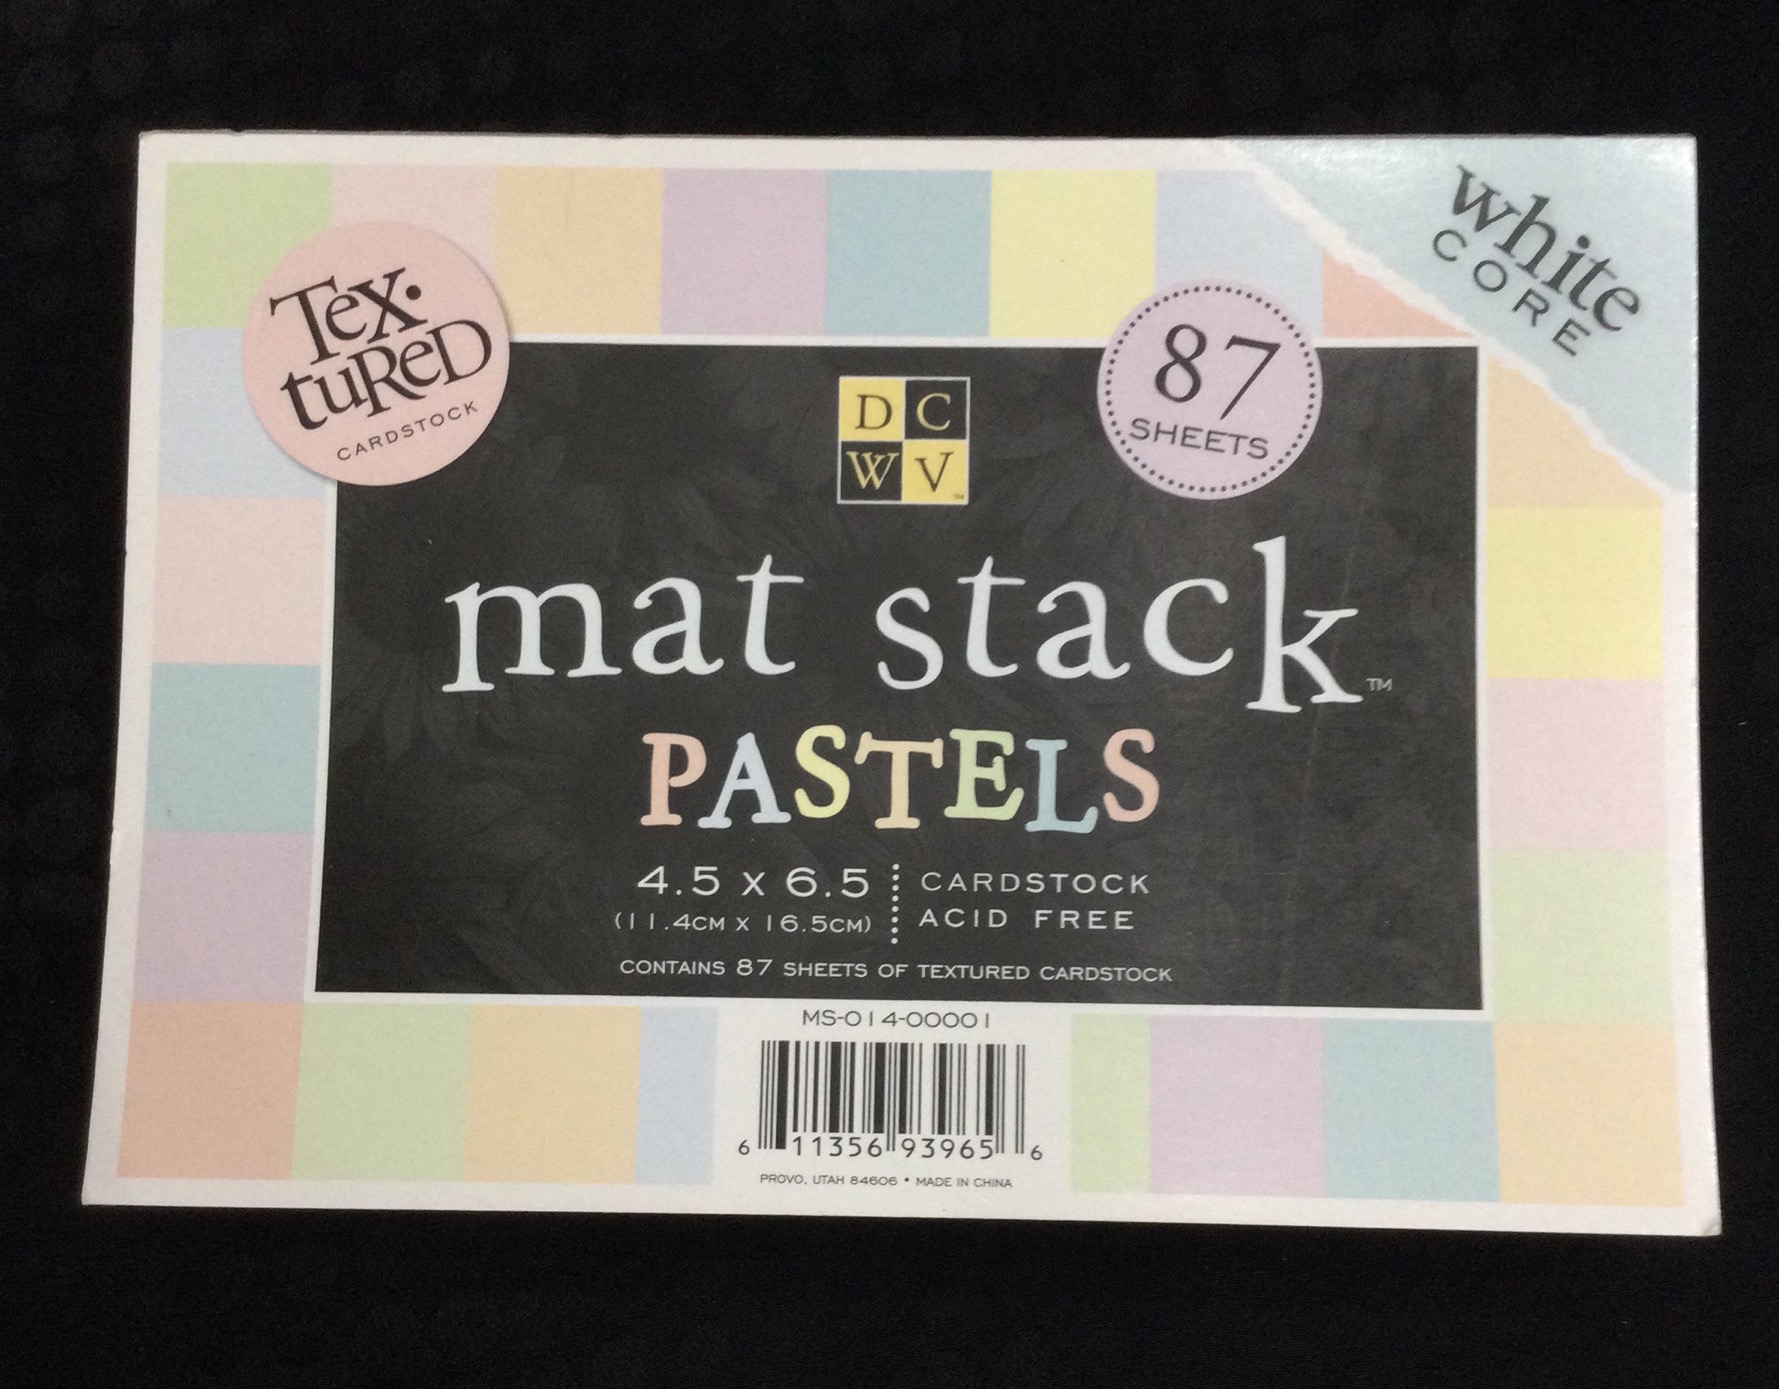 white
CORE
Tex.
tuReD
CARDSTOCK
87
SHEETS
D C
W V ™
mat stack™
PASTELS
4.5 x 6.5
(11.4CM X 16.5CM)
CARDSTOCK
ACID FREE
CONTAINS 87 SHEETS OF TEXTURED CARDSTOCK
MS-014-00001
6 11356 93965 6
PROVO, UTAH 84606 • MADE IN CHINA